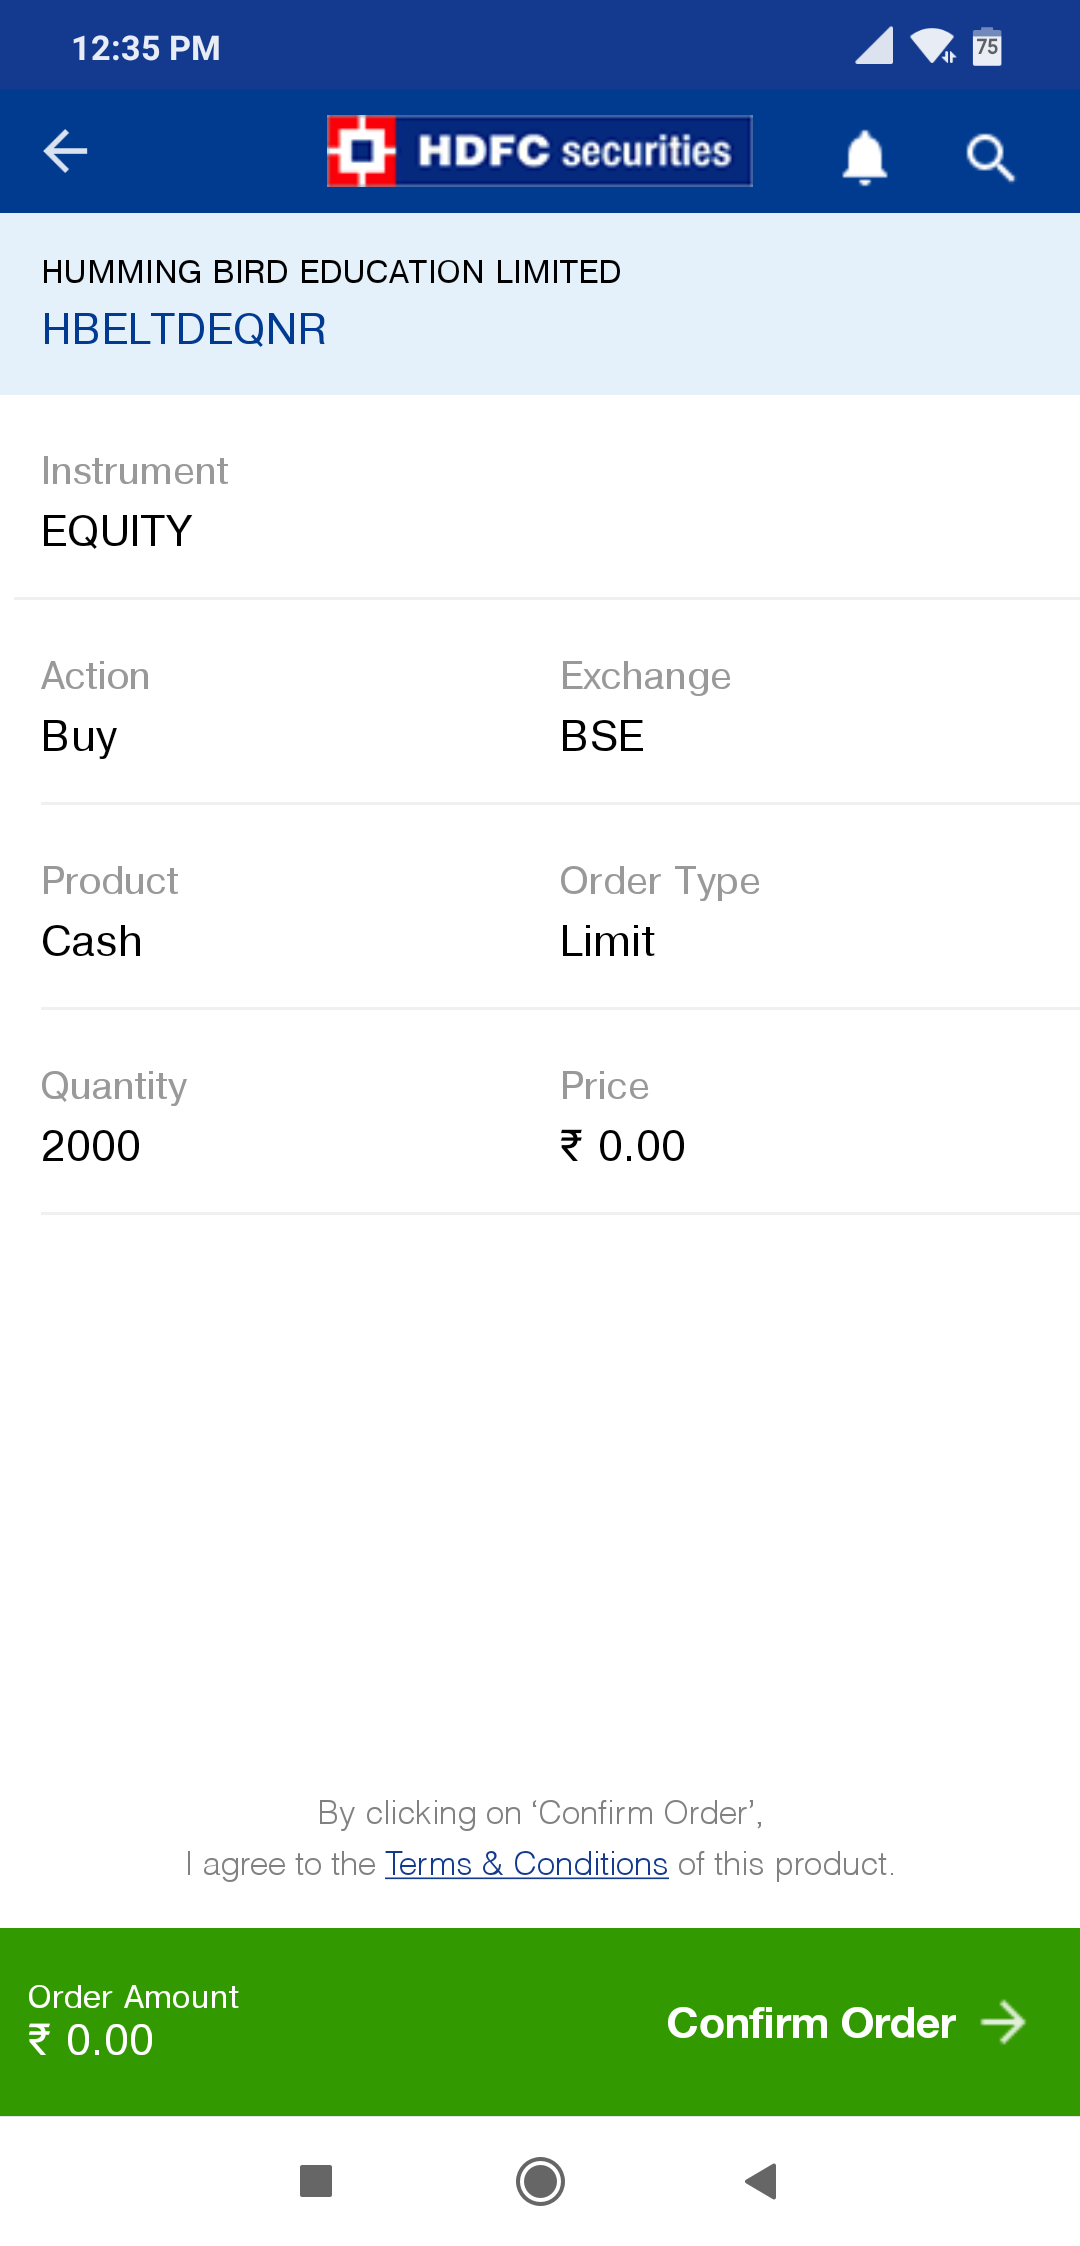 12:35 PM
75
HDFC securities
HUMMING BIRD EDUCATION LIMITED
HBELTDEQNR
Instrument
EQUITY
Action
Exchange
Buy
BSE
Product
Order Type
Cash
Limit
Quantity
Price
2000
₹ 0.00
By clicking on ‘Confirm Order’,
I agree to the Terms & Conditions of this product.
Order Amount
₹ 0.00
Confirm Order